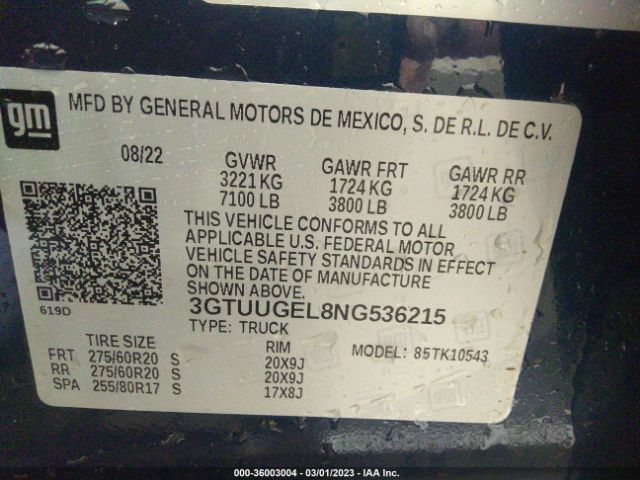 gm
MFD BY GENERAL MOTORS DE MEXICO, S. DE R.L. DE C.V.
08/22 GVWR GAWR FRT GAWR RR
3221 KG 1724 KG 1724 KG
7100 LB 3800 LB 3800 LB
THIS VEHICLE CONFORMS TO ALL
APPLICABLE U.S. FEDERAL MOTOR
VEHICLE SAFETY STANDARDS IN EFFECT
ON THE DATE OF MANUFACTURE
SHOWN ABOVE.
619D 3GTUUGEL8NG536215
TYPE: TRUCK
TIRE SIZE RIM MODEL: 85TK10543
FRT 275/60R20 S 20X9J
RR 275/60R20 S 20X9J
SPA 255/80R17 S 17X8J
000-36003004 - 03/01/2023 - IAA Inc.